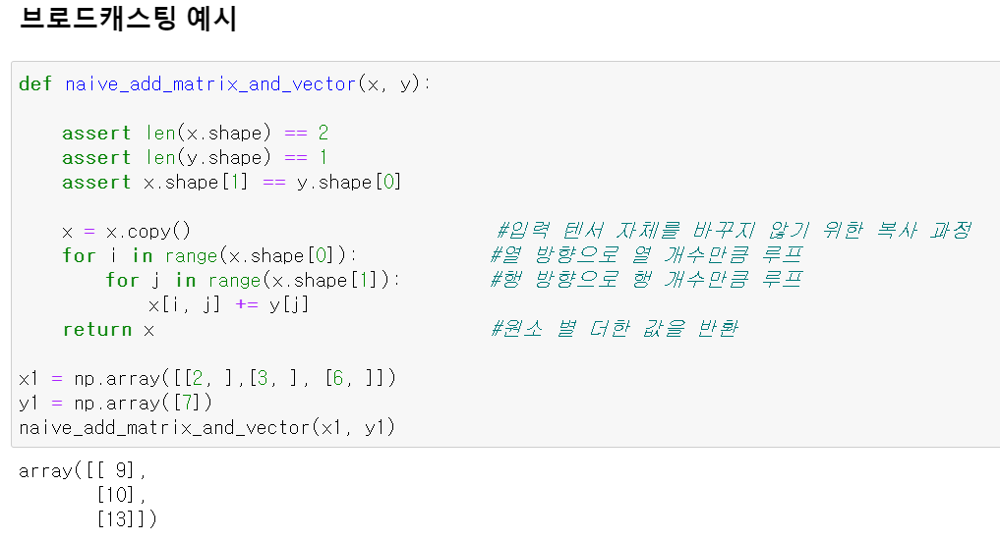 브로드캐스팅 예시
def naive_add_matrix_and_vector(x, y):
assert len(x.shape) == 2
assert len(y.shape) == 1
assert x.shape[1] == y.shape[0]
x = x.copy() #입력 텐서 자체를 바꾸지 않기 위한 복사 과정
for i in range(x.shape[0]): #열 방향으로 열 개수만큼 루프
for j in range(x.shape[1]): #행 방향으로 행 개수만큼 루프
x[i, j] += y[j]
return x #원소 별 더한 값을 반환
x1 = np.array([[2, ],[3, ], [6, ]])
y1 = np.array([7])
naive_add_matrix_and_vector(x1, y1)
array([[ 9],
[10],
[13]])